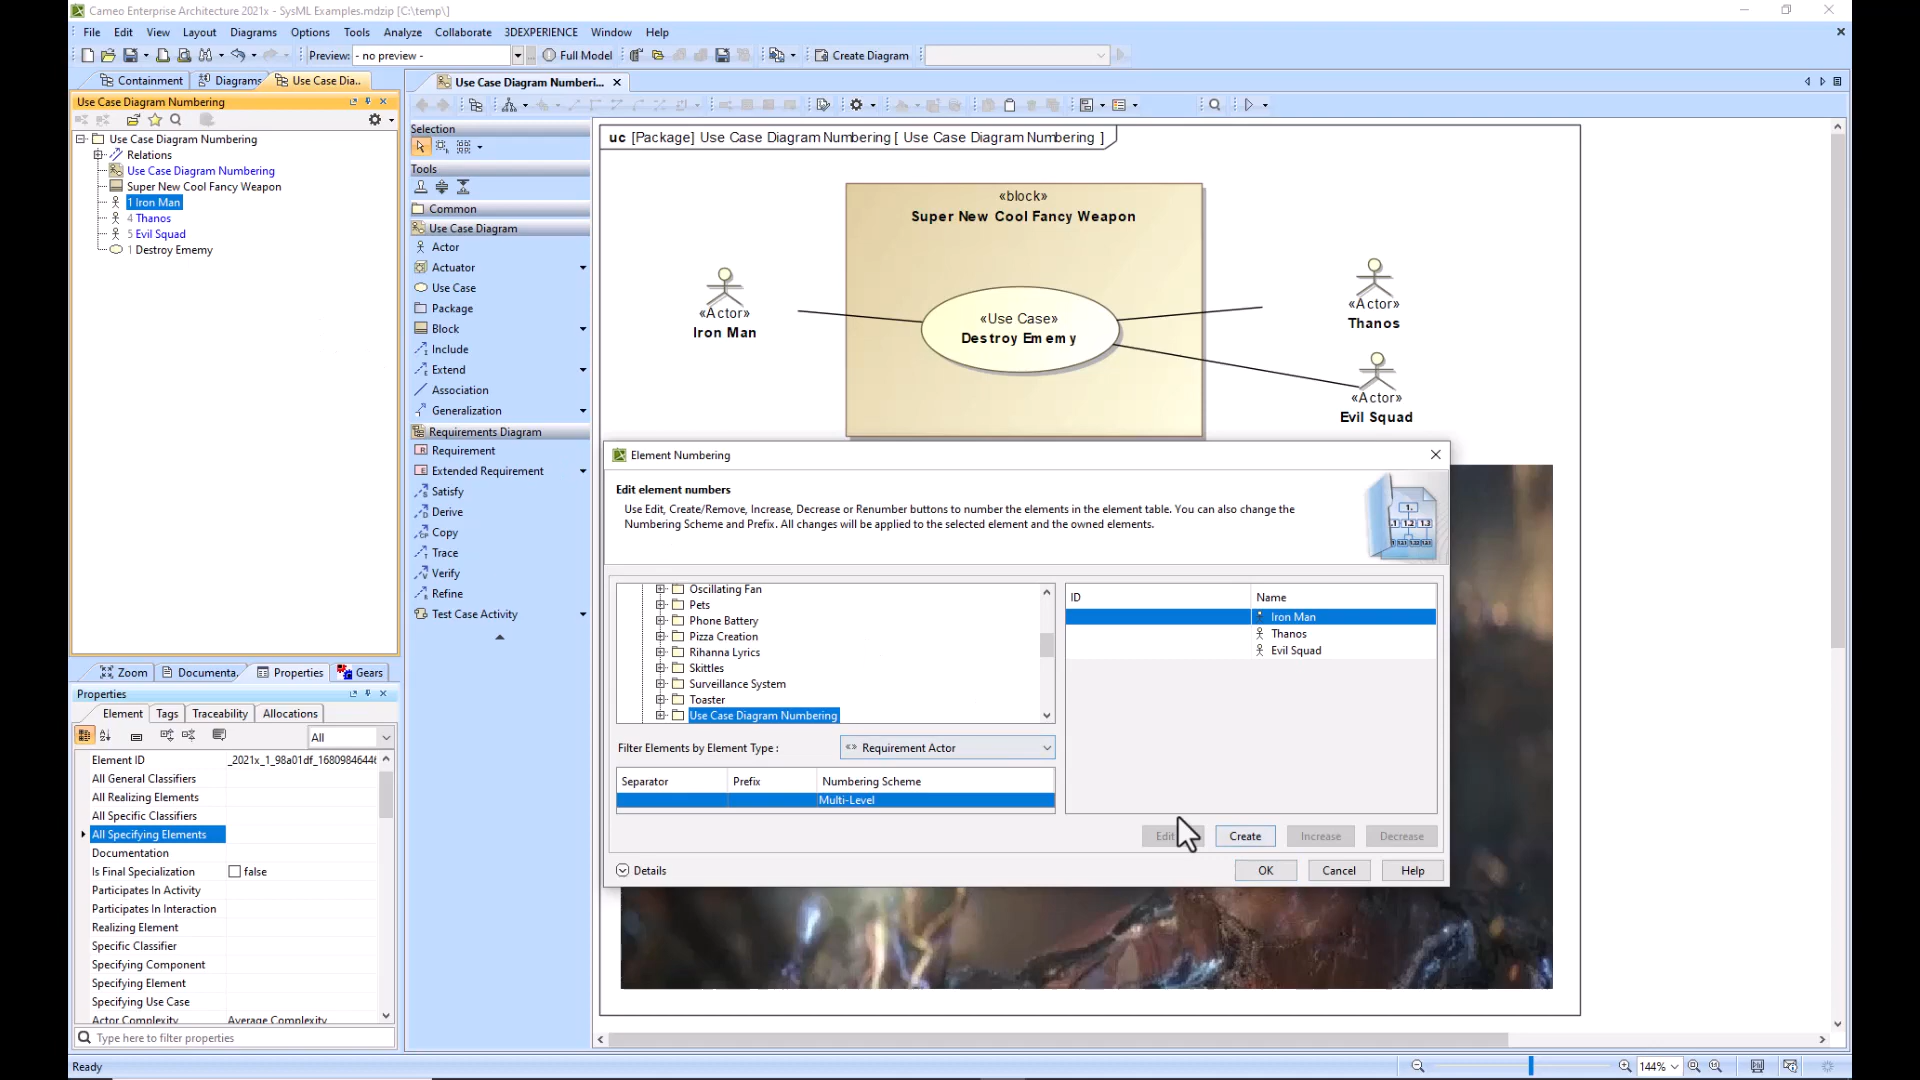 Cameo Enterprise Architecture 2021x - SysML Examples.mdzip [C:\temp\]
File Edit View Layout Diagrams Options Tools Analyze Collaborate 3DEXPERIENCE Window Help
Preview: - no preview - Full Model Create Diagram
Containment Diagrams Use Case Dia...
Use Case Diagram Numbering
Use Case Diagram Numbering
Relations
Use Case Diagram Numbering
Super New Cool Fancy Weapon
1 Iron Man
4 Thanos
5 Evil Squad
1 Destroy Ememy
Zoom Documenta. Properties Gears
Properties
Element Tags Traceability Allocations
All
Element ID _2021x_1_98a01df_16809846446
All General Classifiers
All Realizing Elements
All Specific Classifiers
All Specifying Elements
Documentation
Is Final Specialization false
Participates In Activity
Participates In Interaction
Realizing Element
Specific Classifier
Specifying Component
Specifying Element
Specifying Use Case
Actor Complexity Average Complexity
Type here to filter properties
Ready
Use Case Diagram Numberi...
Selection
Tools
Common
Use Case Diagram
Actor
Actuator
Use Case
Package
Block
Include
Extend
Association
Generalization
Requirements Diagram
Requirement
Extended Requirement
Satisfy
Derive
Copy
Trace
Verify
Refine
Test Case Activity
uc [Package] Use Case Diagram Numbering [ Use Case Diagram Numbering ]
«block»
Super New Cool Fancy Weapon
«Actor»
Iron Man
«Use Case»
Destroy Ememy
«Actor»
Thanos
«Actor»
Evil Squad
Element Numbering
Edit element numbers
Use Edit, Create/Remove, Increase, Decrease or Renumber buttons to number the elements in the element table. You can also change the
Numbering Scheme and Prefix. All changes will be applied to the selected element and the owned elements.
Oscillating Fan
Pets
Phone Battery
Pizza Creation
Rihanna Lyrics
Skittles
Surveillance System
Toaster
Use Case Diagram Numbering
Filter Elements by Element Type : «» Requirement Actor
Separator Prefix Numbering Scheme
Multi-Level
ID Name
Iron Man
Thanos
Evil Squad
Edit Create Increase Decrease
Details
OK Cancel Help
144%